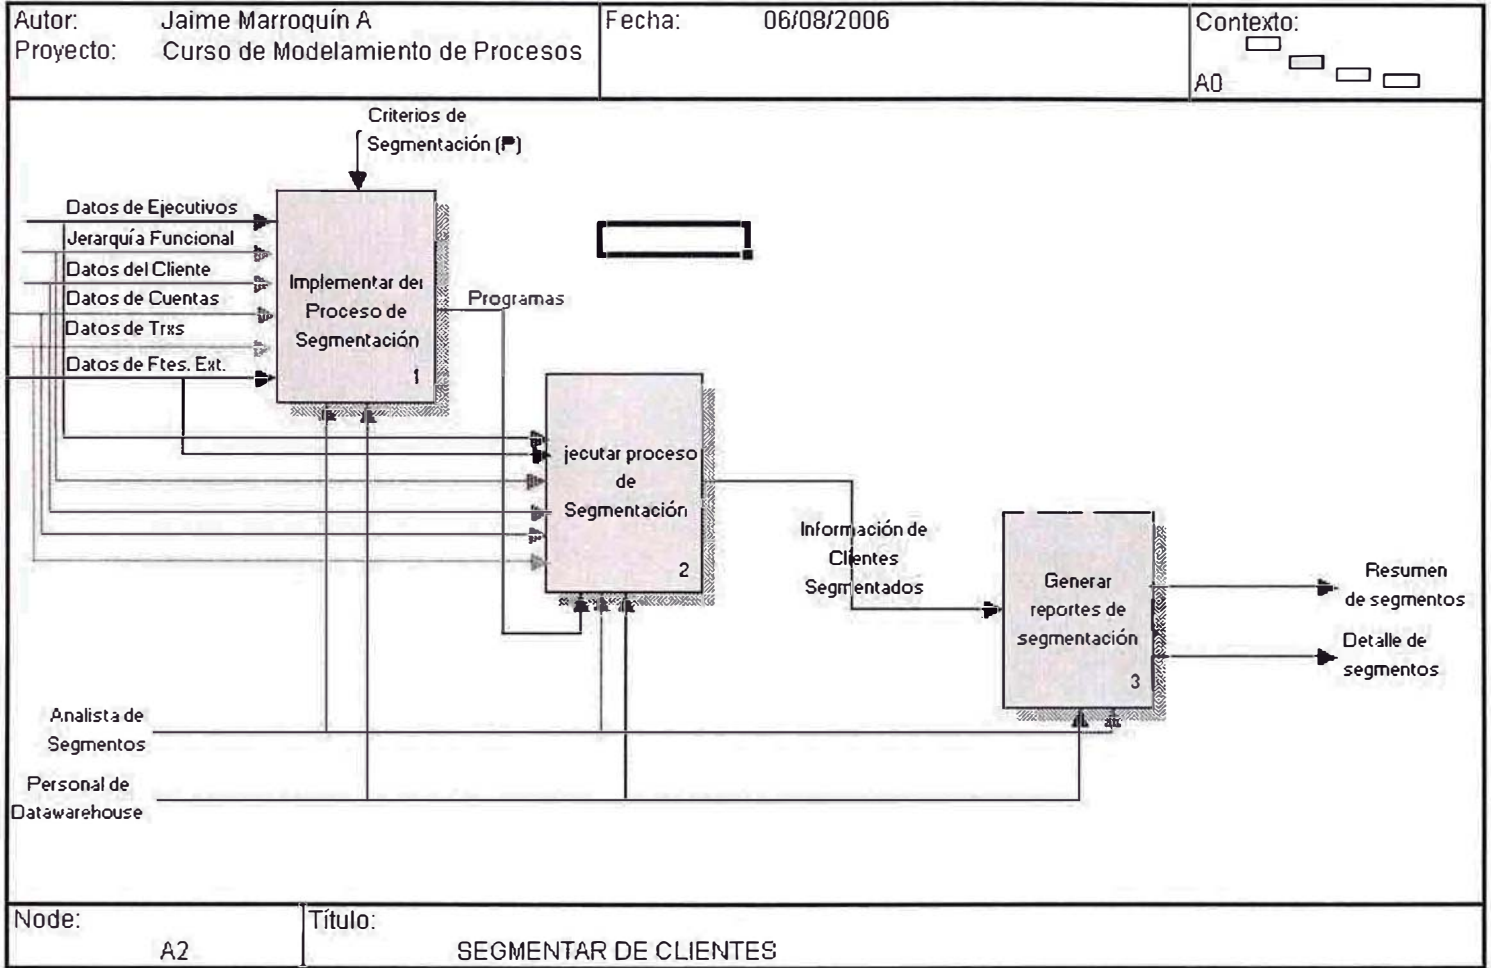 Autor: Jaime Marroquín A
Proyecto: Curso de Modelamiento de Procesos
Fecha: 06/08/2006
Contexto:
A0
Criterios de
Segmentación (P)
Datos de Ejecutivos
Jerarquía Funcional
Datos del Cliente
Datos de Cuentas
Datos de Trxs
Datos de Ftes. Ext.
Implementar del
Proceso de
Segmentación
1
Programas
jecutar proceso
de
Segmentación
2
Información de
Clientes
Segmentados
Generar
reportes de
segmentación
3
Resumen
de segmentos
Detalle de
segmentos
Analista de
Segmentos
Personal de
Datawarehouse
Node:
A2
Título:
SEGMENTAR DE CLIENTES